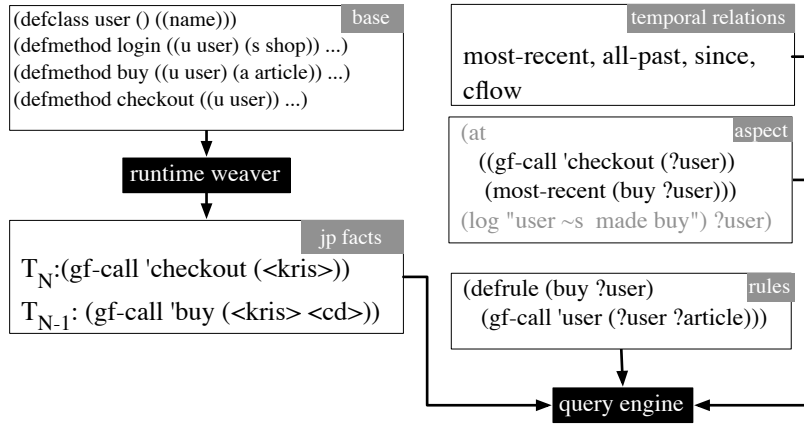 base
(defclass user () ((name)))
(defmethod login ((u user) (s shop)) ...)
(defmethod buy ((u user) (a article)) ...)
(defmethod checkout ((u user)) ...)
runtime weaver
jp facts
T_N:(gf-call 'checkout (<kris>))
T_N-1: (gf-call 'buy (<kris> <cd>))
temporal relations
most-recent, all-past, since,
cflow
aspect
(at
((gf-call 'checkout (?user))
(most-recent (buy ?user)))
(log "user ~s  made buy") ?user)
rules
(defrule (buy ?user)
(gf-call 'user (?user ?article)))
query engine